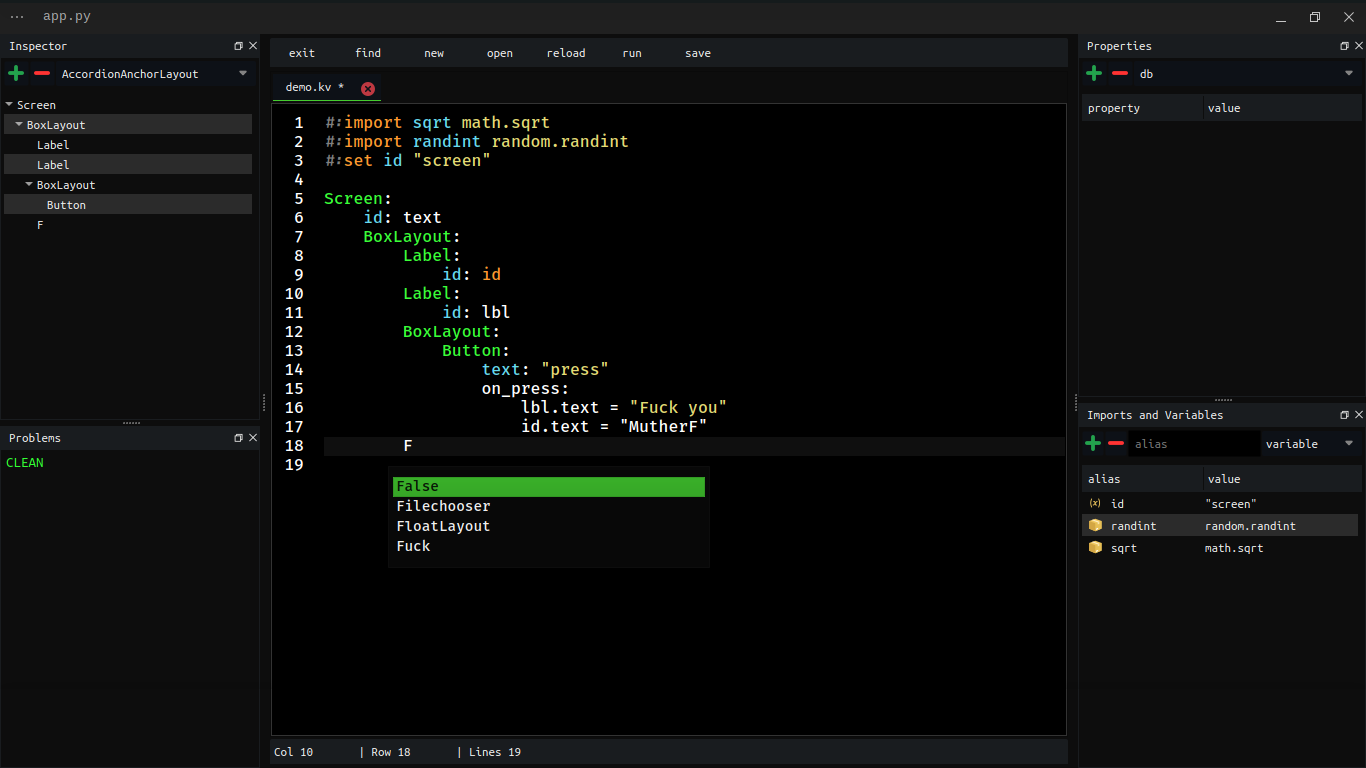 ... app.py
Inspector
AccordionAnchorLayout
Screen
BoxLayout
Label
Label
BoxLayout
Button
F
Problems
CLEAN
exit find new open reload run save
demo.kv *
1 #:import sqrt math.sqrt
2 #:import randint random.randint
3 #:set id "screen"
4
5 Screen:
6 id: text
7 BoxLayout:
8 Label:
9 id: id
10 Label:
11 id: lbl
12 BoxLayout:
13 Button:
14 text: "press"
15 on_press:
16 lbl.text = "Fuck you"
17 id.text = "MutherF"
18 F
19
False
Filechooser
FloatLayout
Fuck
Col 10 | Row 18 | Lines 19
Properties
db
property value
Imports and Variables
alias variable
alias value
(x) id "screen"
randint random.randint
sqrt math.sqrt